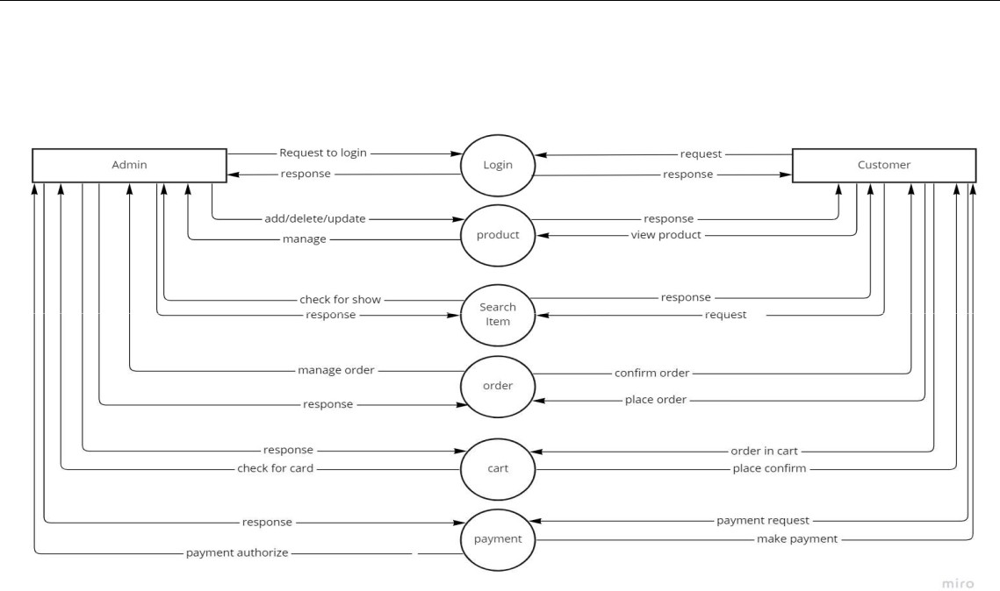 Request to login
request
Admin
Login
Customer
response
response
add/delete/update
response
product
manage
view product
check for show
response
Search
Item
response
request
manage order
confirm order
order
response
place order
response
order in cart
check for card
cart
place confirm
response
payment request
payment
make payment
payment authorize
miro